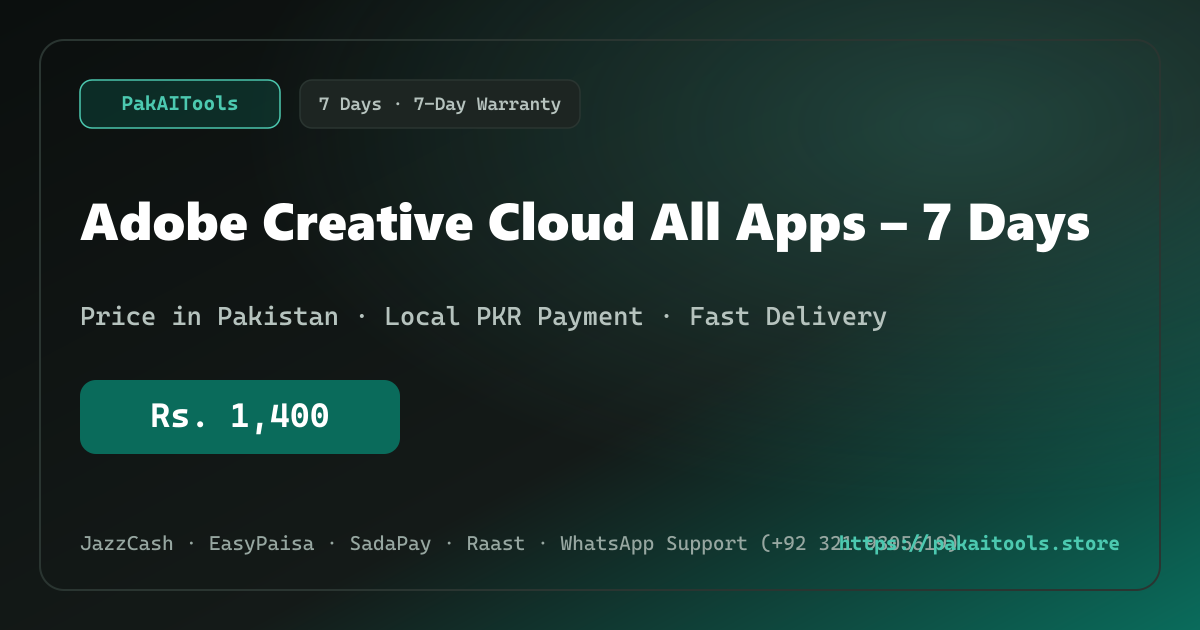 PakAITools
7 Days · 7-Day Warranty
Adobe Creative Cloud All Apps – 7 Days
Price in Pakistan · Local PKR Payment · Fast Delivery
Rs. 1,400
JazzCash · EasyPaisa · SadaPay · Raast · WhatsApp Support (+92 321 https://pakaitools.store